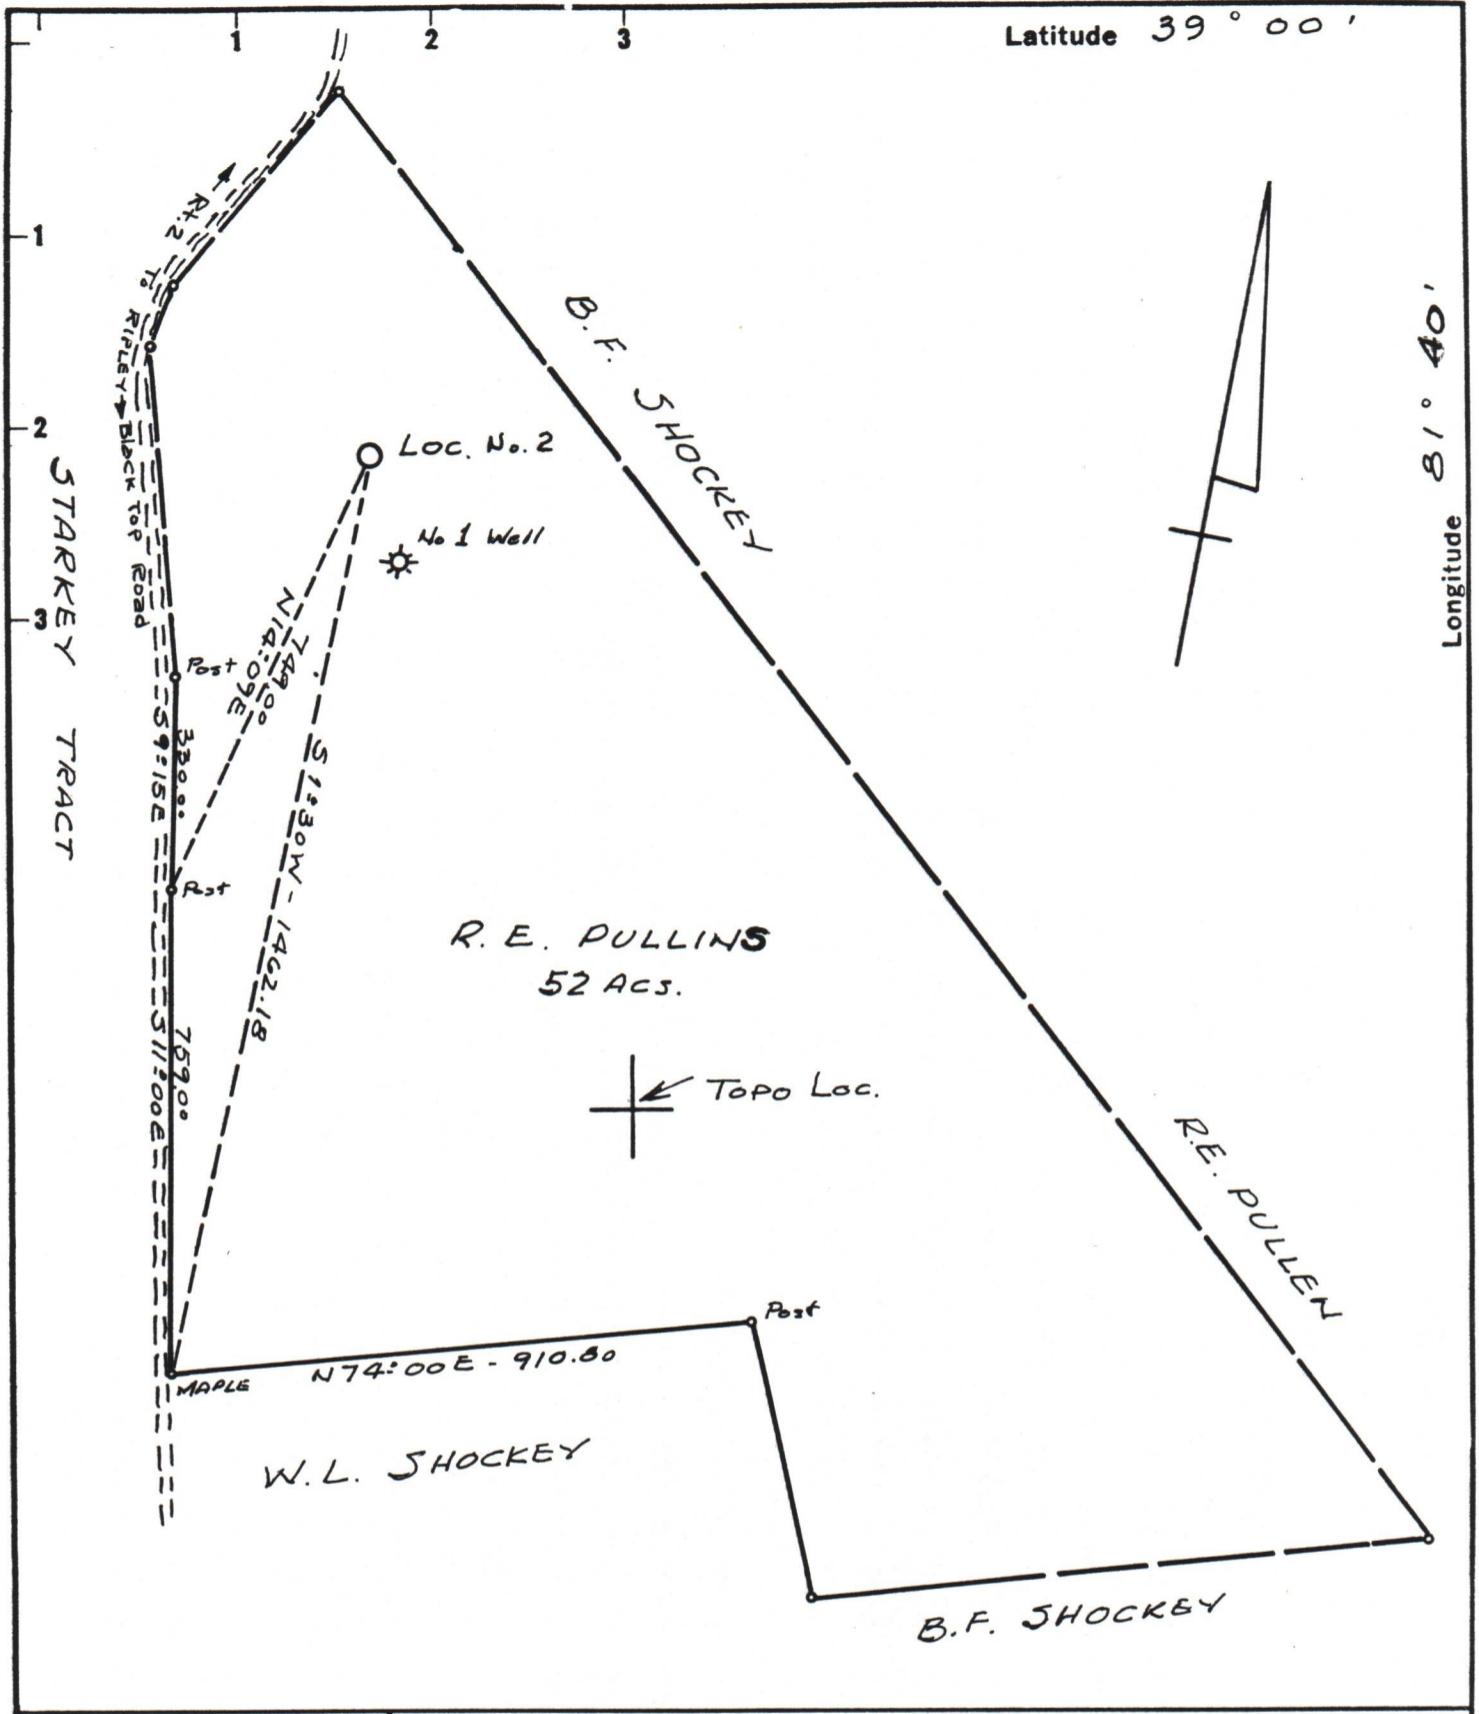 1 2 3
Latitude 39° 00'
1
2
3
Longitude 81° 40'
Rt. 2 To RIPLEY
Black Top Road
STARKEY TRACT
B.F. SHOCKEY
Loc. No. 2
No 1 Well
N14°:09E
749.00
S1°:30W - 1462.18
Post
S9°:15E
330.00
Post
S11°:00E
759.00
R. E. PULLINS
52 Acs.
Topo Loc.
R.E. PULLEN
Post
N74°:00E - 910.80
MAPLE
W.L. SHOCKEY
B.F. SHOCKEY